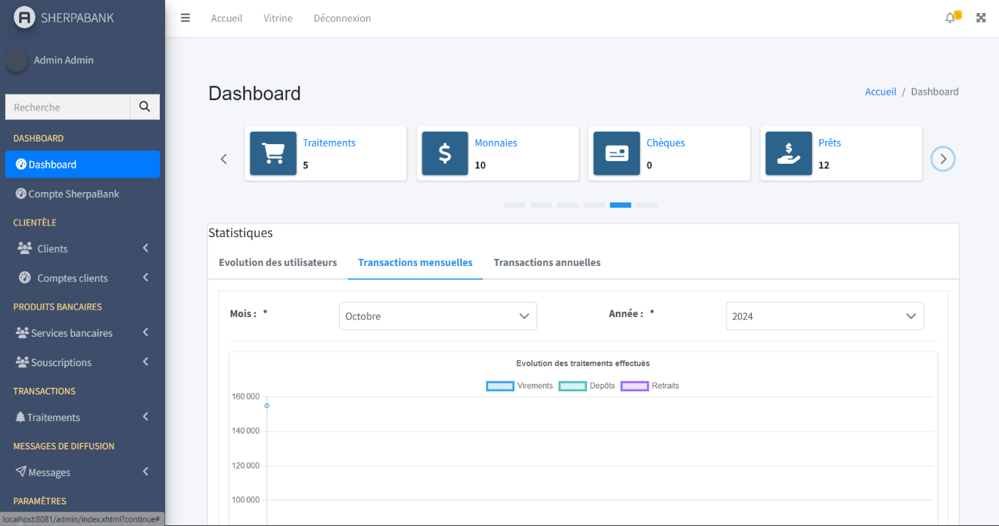 SHERPABANK
Accueil Vitrine Déconnexion
0
Admin Admin
Recherche
DASHBOARD
Dashboard
Compte SherpaBank
CLIENTÈLE
Clients
Comptes clients
PRODUITS BANCAIRES
Services bancaires
Souscriptions
TRANSACTIONS
Traitements
MESSAGES DE DIFFUSION
Messages
PARAMÈTRES
localhost:8081/admin/index.xhtml?continue#
Dashboard
Accueil / Dashboard
Traitements
5
Monnaies
10
Chèques
0
Prêts
12
Statistiques
Evolution des utilisateurs Transactions mensuelles Transactions annuelles
Mois : * Octobre Année : * 2024
Evolution des traitements effectués
Virements Depôts Retraits
160 000
140 000
120 000
100 000